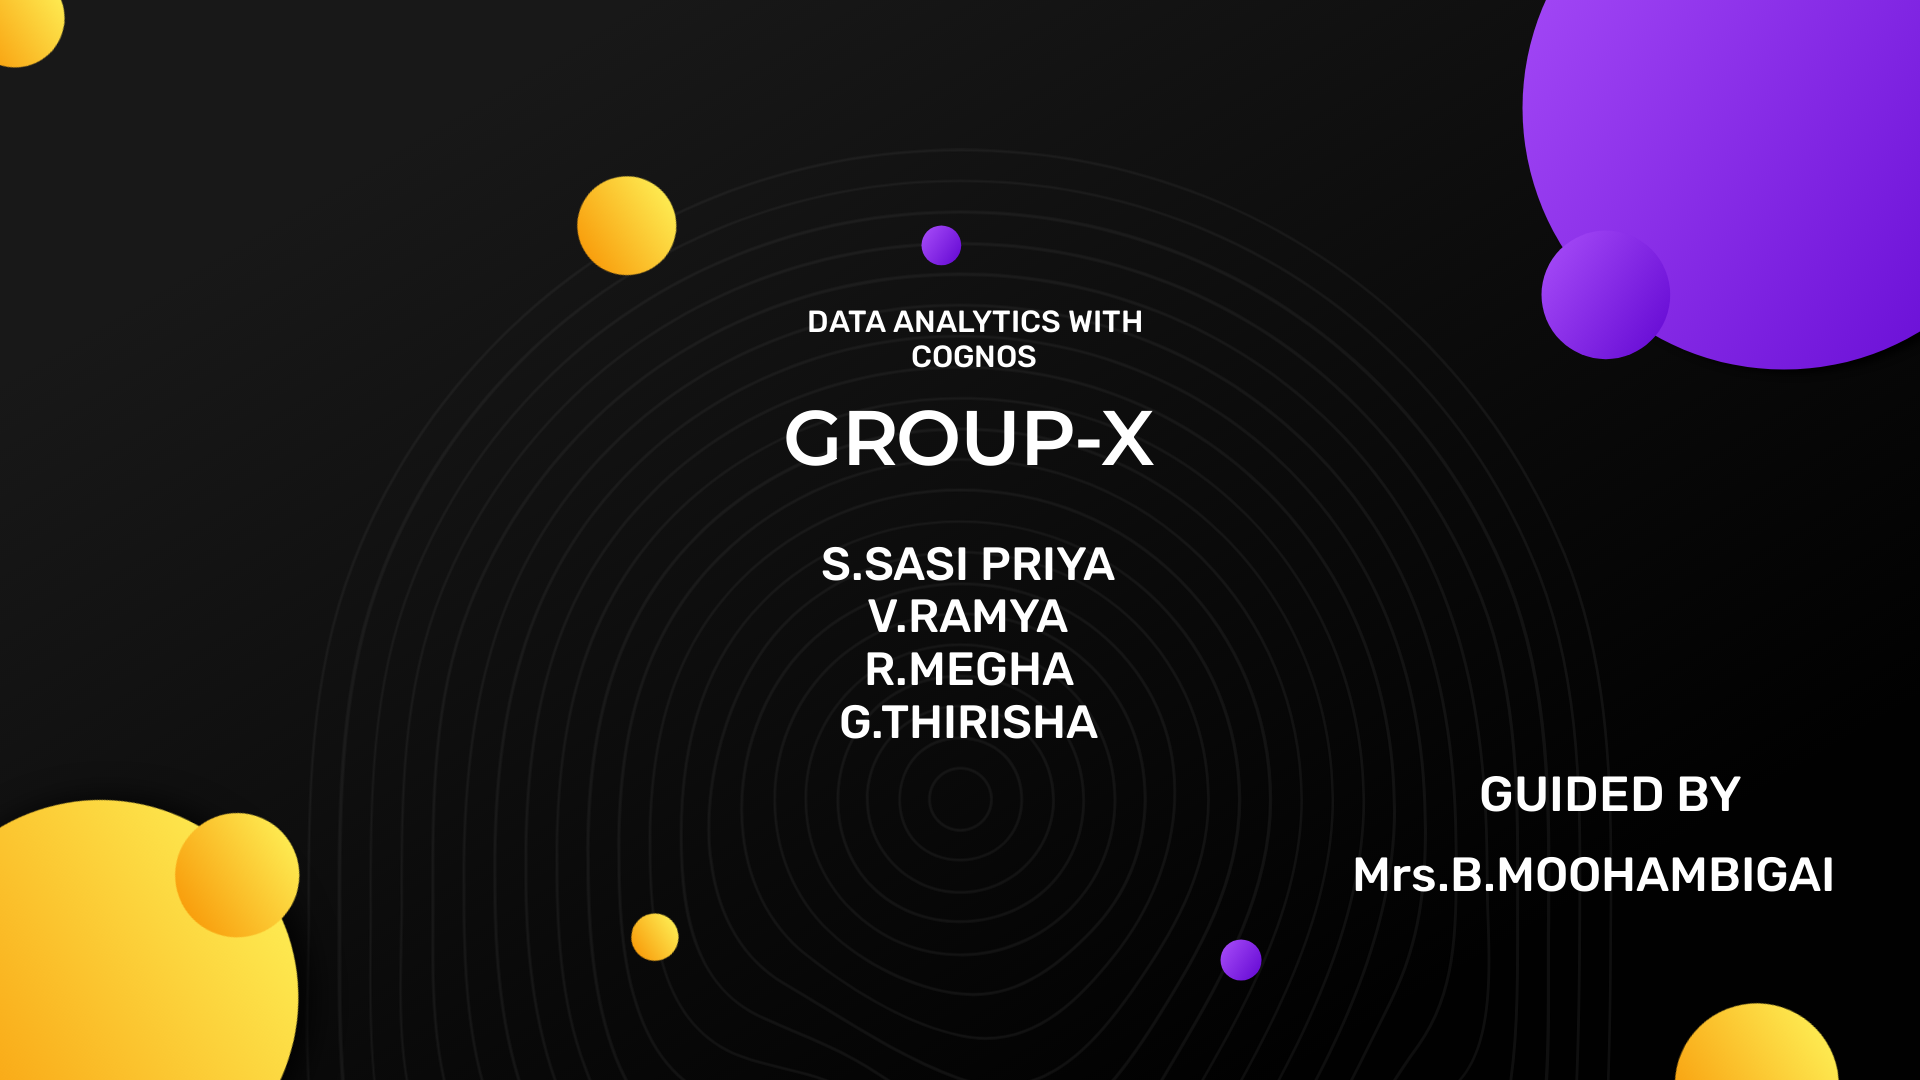 DATA ANALYTICS WITH
COGNOS
GROUP-X
S.SASI PRIYA
V.RAMYA
R.MEGHA
G.THIRISHA
GUIDED BY
Mrs.B.MOOHAMBIGAI